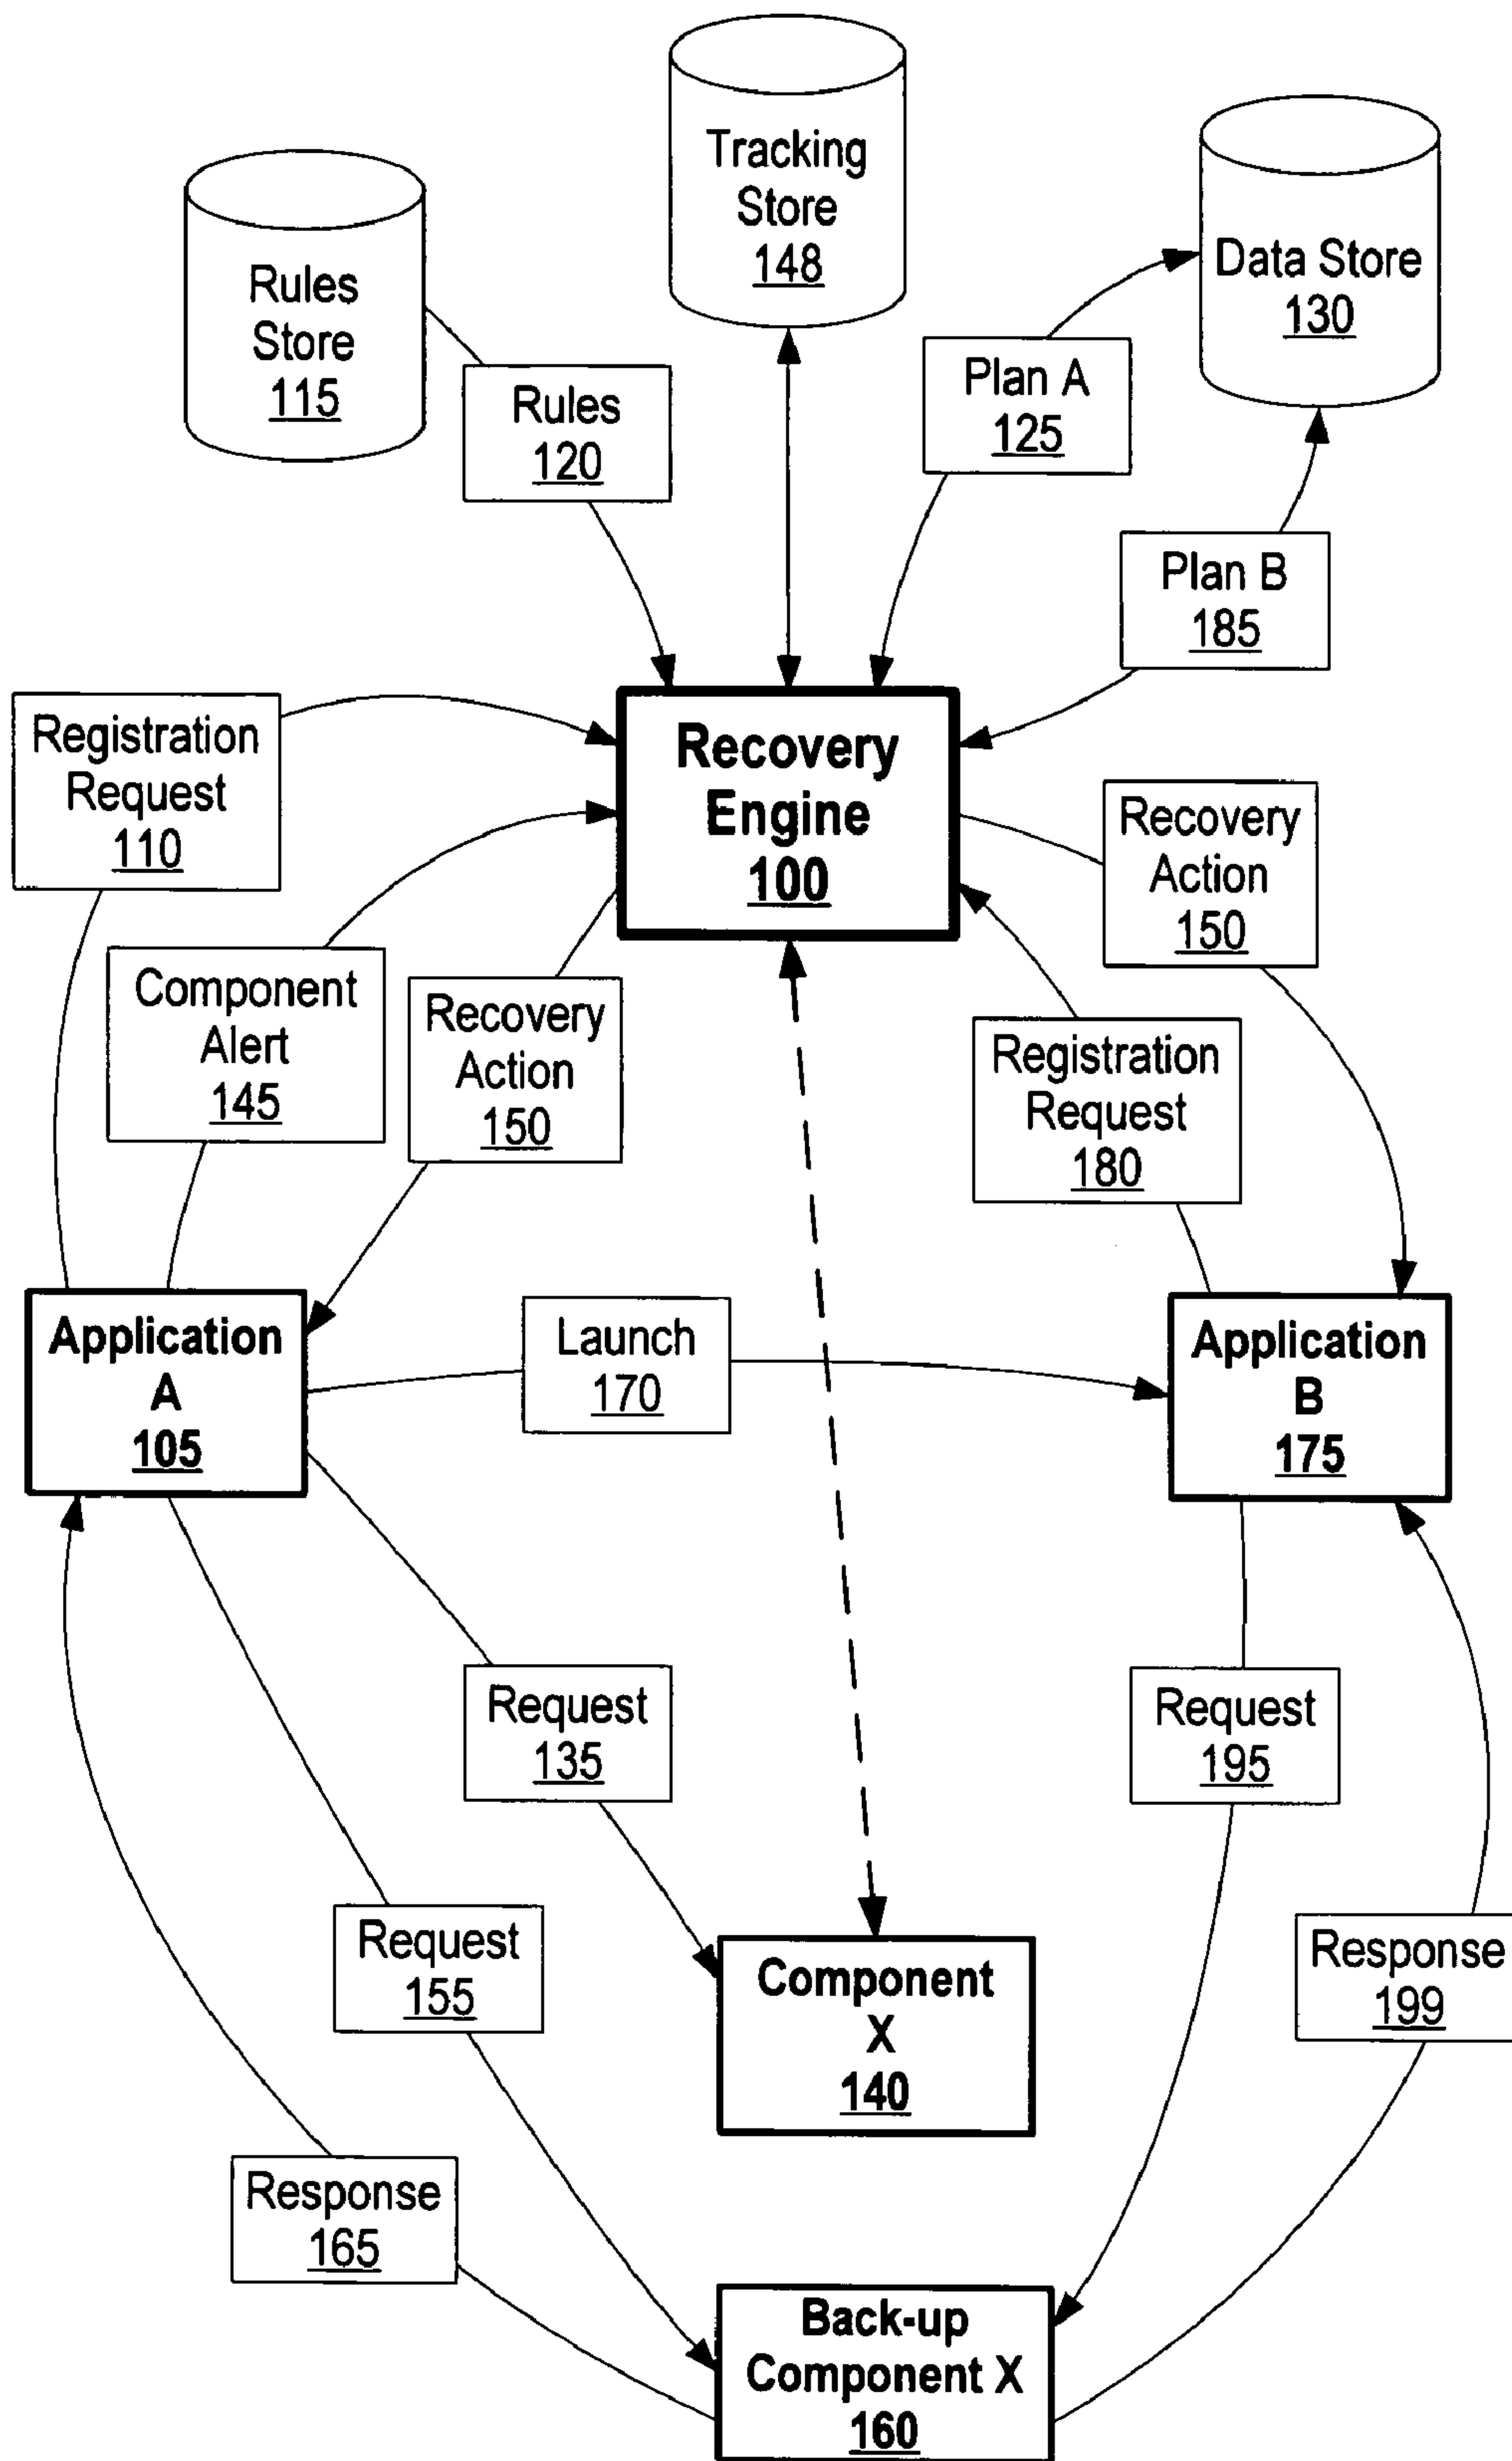 Tracking
Store
148
Rules
Store
115
Data Store
130
Rules
120
Plan A
125
Plan B
185
Registration
Request
110
Recovery
Engine
100
Recovery
Action
150
Component
Alert
145
Recovery
Action
150
Registration
Request
180
Application
A
105
Launch
170
Application
B
175
Request
135
Request
195
Request
155
Component
X
140
Response
199
Response
165
Back-up
Component X
160